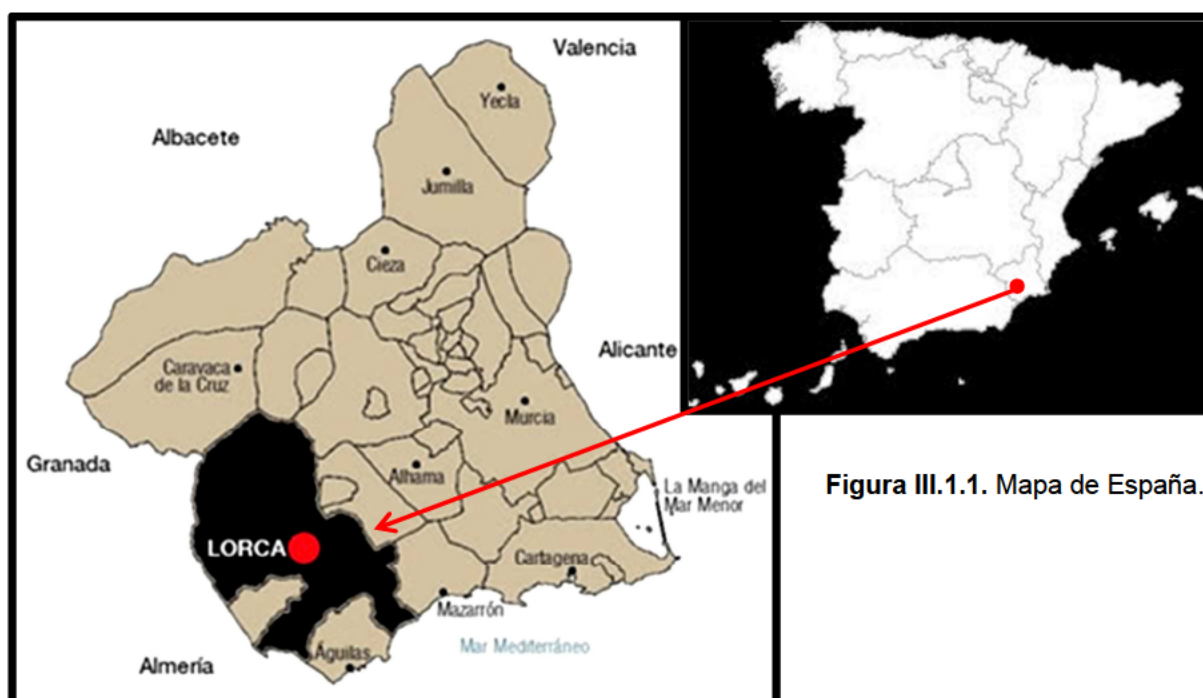 Valencia
Yecla
Albacete
Jumilla
Cieza
Alicante
Caravaca
de la Cruz
Murcia
Granada
Alhama
La Manga del
Mar Menor
Figura III.1.1. Mapa de España.
LORCA
Cartagena
Mazarrón
Mar Mediterráneo
Águilas
Almería